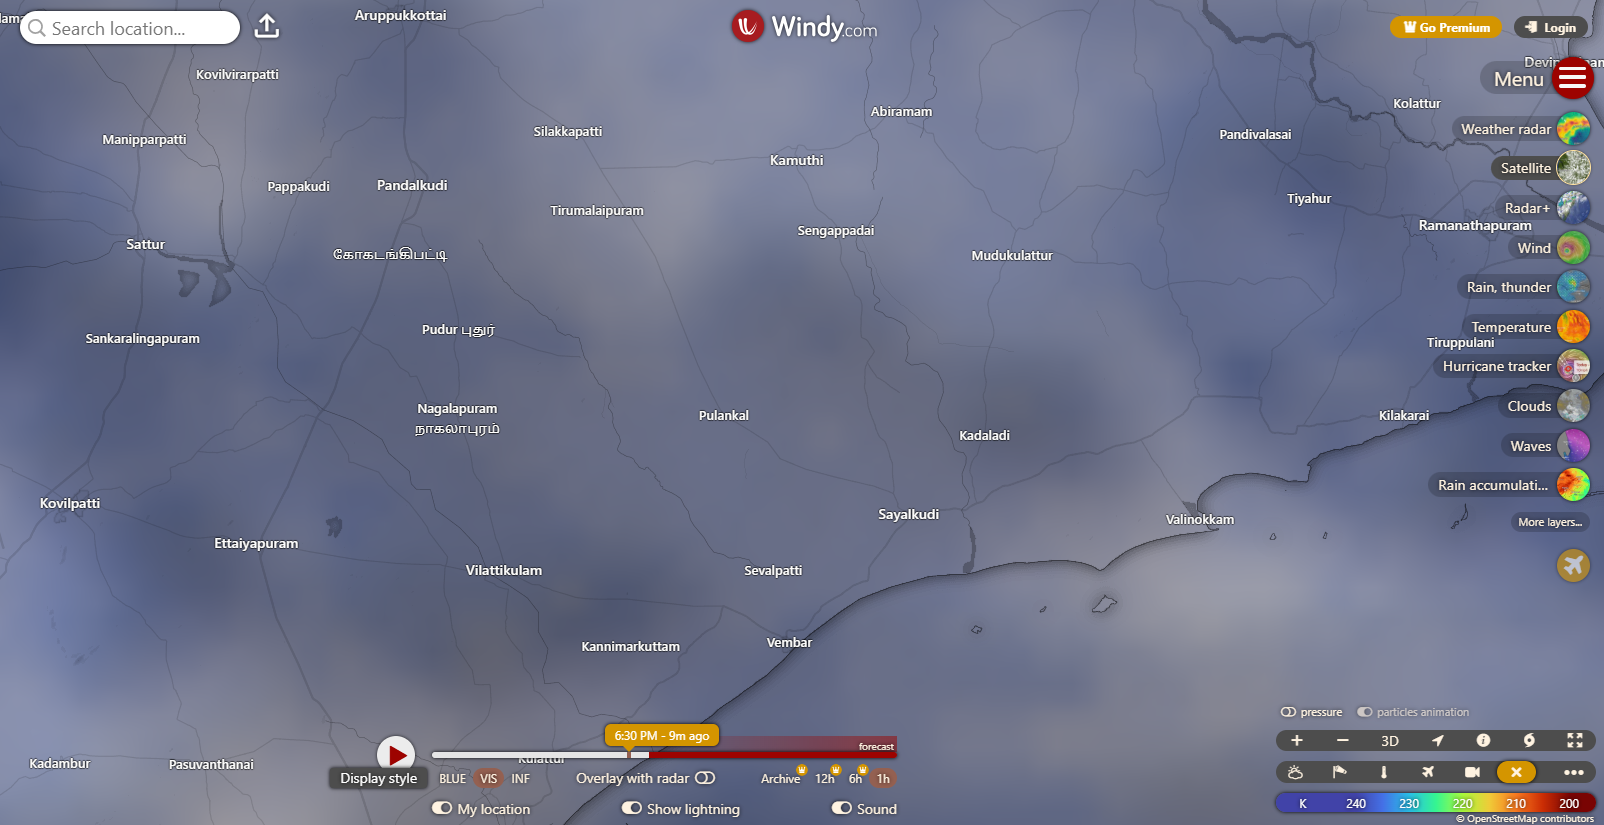 Aruppukkottai
Search location...
Windy.com
Go Premium
Login
Kovilvirarpatti
Menu
Kolattur
Abiramam
Weather radar
Silakkapatti
Pandivalasai
Manipparpatti
Kamuthi
Satellite
Pappakudi
Pandalkudi
Tiyahur
Radar+
Tirumalaipuram
Sengappadai
Ramanathapuram
Sattur
Wind
கோகடங்கிபட்டி
Mudukulattur
Rain, thunder
Pudur புதுர்
Temperature
Sankaralingapuram
Tiruppulani
Hurricane tracker
Nagalapuram
நாகலாபுரம்
Pulankal
Clouds
Kilakarai
Kadaladi
Waves
Rain accumulati...
Kovilpatti
Sayalkudi
Valinokkam
More layers...
Ettaiyapuram
Vilattikulam
Sevalpatti
Kannimarkuttam
Vembar
pressure
particles animation
6:30 PM - 9m ago
forecast
3D
Kadambur
Pasuvanthanai
Kulattur
Display style
BLUE
VIS
INF
Overlay with radar
Archive
12h
6h
1h
My location
Show lightning
Sound
K 240 230 220 210 200
© OpenStreetMap contributors